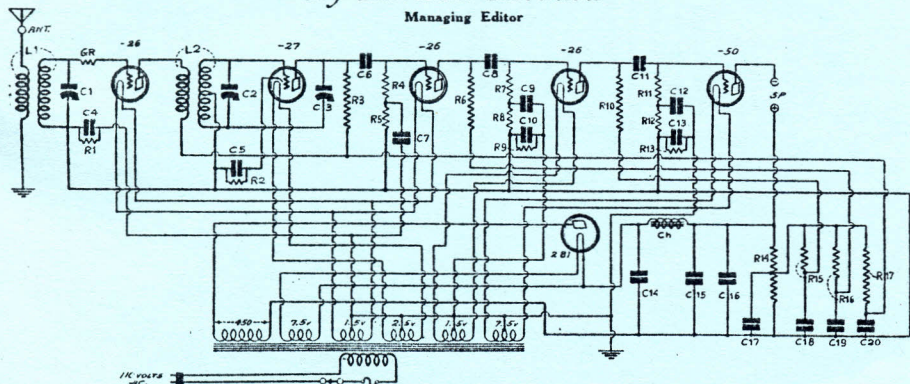 Managing Editor
ANT.
L1
GR
-26
L2
-27
-26
-26
-50
C1
C2
C3
C6
R3
R4
R5
C7
R6
C8
R7
C9
R8
C10
R9
R10
C11
R11
C12
R12
C13
R13
SP.
C4
R1
C5
R2
281
Ch
C14
C15
C16
R14
R15
R16
R17
C17
C18
C19
C20
450
7.5v
1.5v
2.5v
1.5v
7.5v
VOLTS